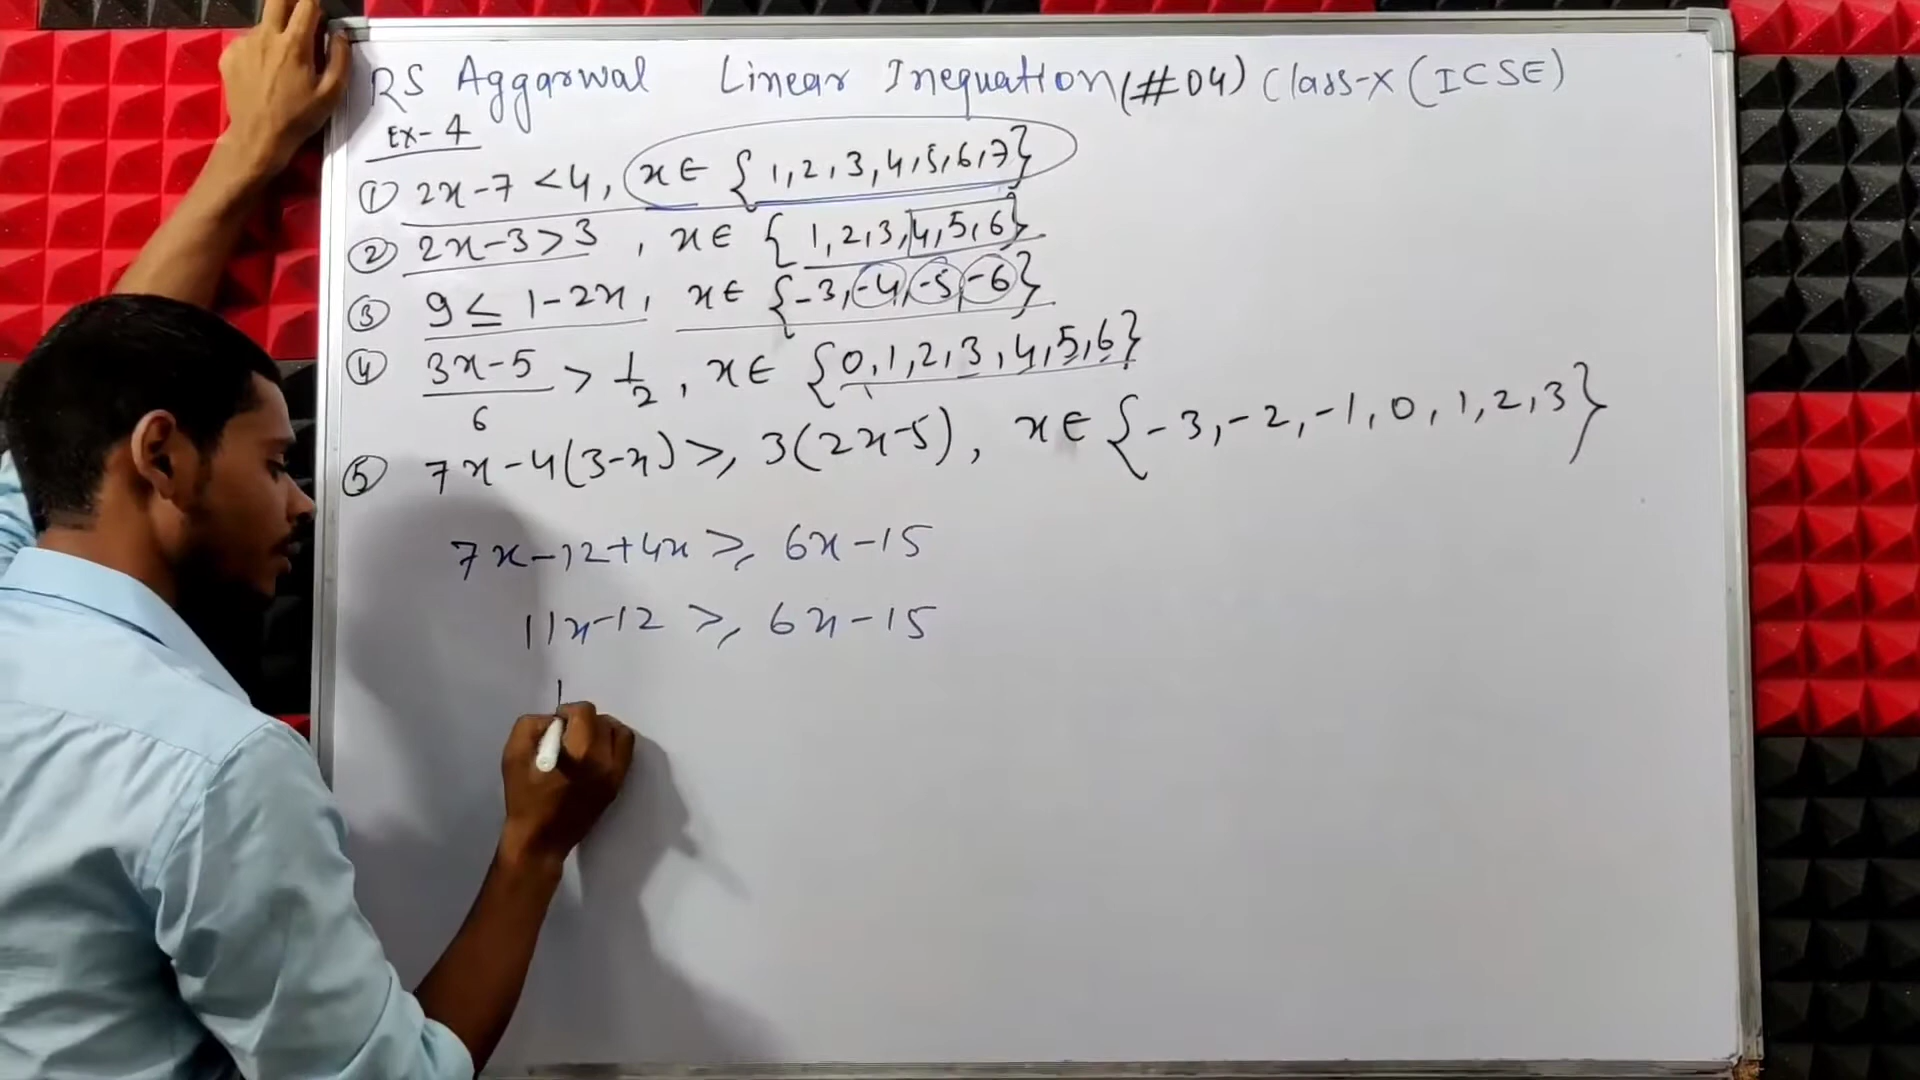 RS Aggarwal Linear Inequation (#04) Class-X (ICSE)
Ex-4
① 2x-7 <4, x∈ {1,2,3,4,5,6,7}
② 2x-3>3, x∈ {1,2,3,4,5,6}
③ 9≤ 1-2x, x∈ {-3,-4,-5,-6}
④ (3x-5)/6 > 1/2, x∈ {0,1,2,3,4,5,6}
⑤ 7x-4(3-x) ≥ 3(2x-5), x∈ {-3,-2,-1,0,1,2,3}
7x-12+4x ≥ 6x-15
11x-12 ≥ 6x-15
1